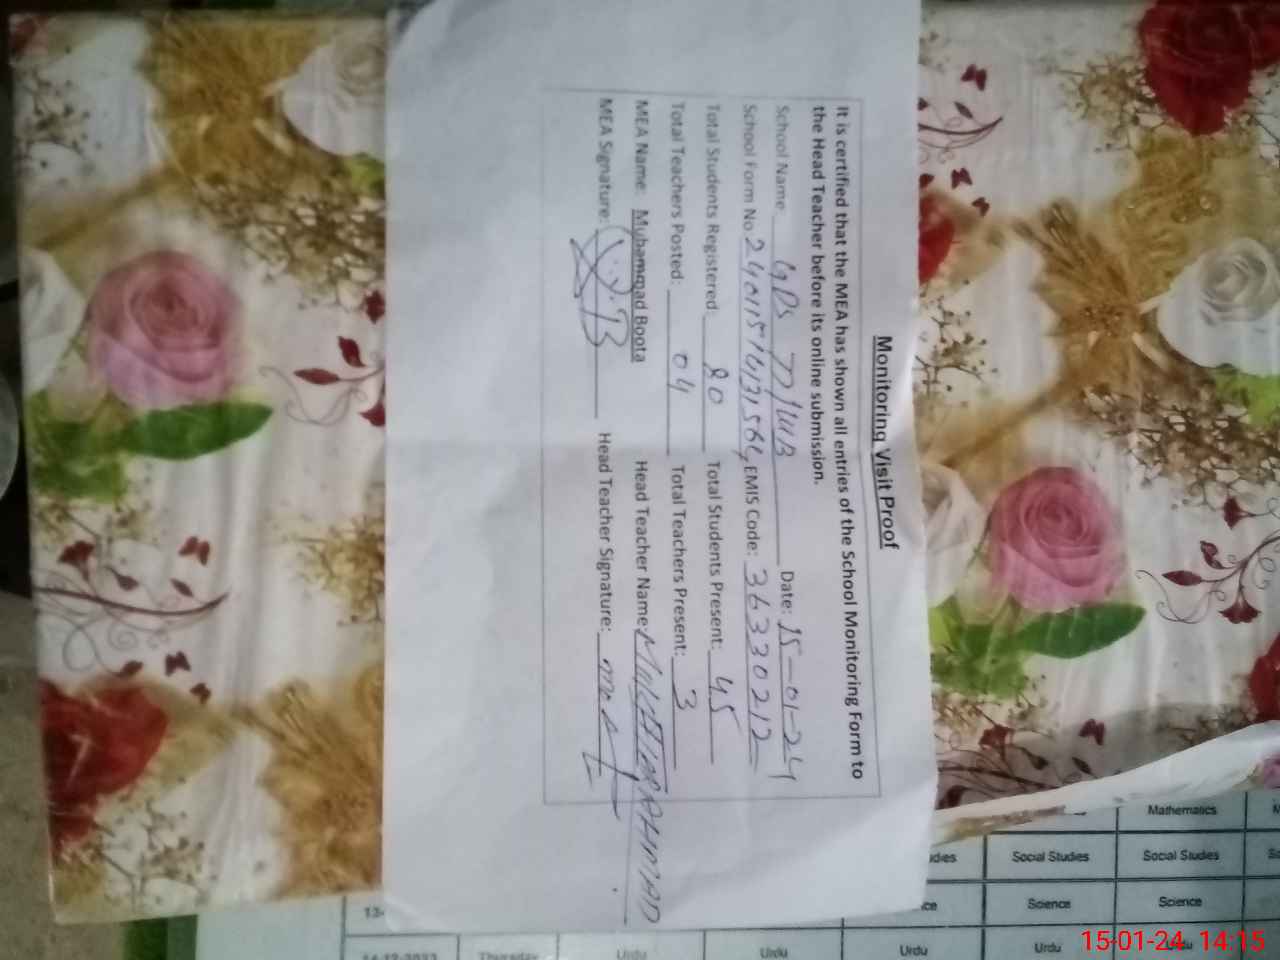 Monitoring Visit Proof
It is certified that the MEA has shown all entries of the School Monitoring Form to
the Head Teacher before its online submission.
School Name GPS 77/WB Date: 15-01-24
School Form No. EMIS Code: 36330212
Total Students Registered: 80 Total Students Present: 45
Total Teachers Posted: 04 Total Teachers Present: 3
MEA Name: Muhammad Boota Head Teacher Name: AHMAD
MEA Signature: Head Teacher Signature:
Mathematics
Social Studies Social Studies
Science Science
Thursday Urdu Urdu Urdu Urdu Urdu
15-01-24 14:15